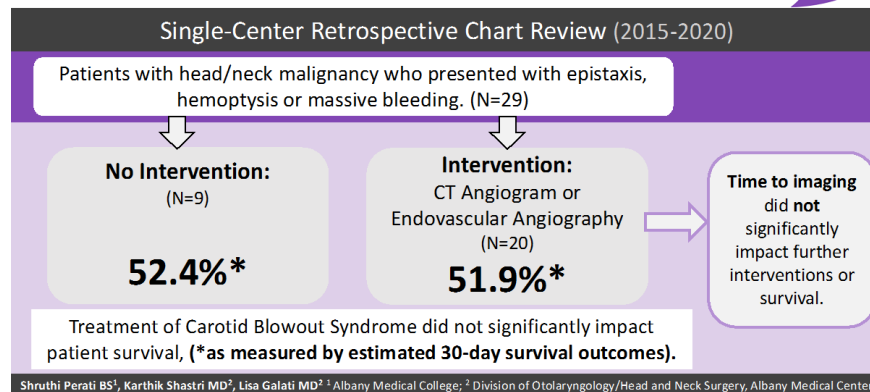 Single-Center Retrospective Chart Review (2015-2020)
Patients with head/neck malignancy who presented with epistaxis,
hemoptysis or massive bleeding. (N=29)
No Intervention:
(N=9)
52.4%*
Intervention:
CT Angiogram or
Endovascular Angiography
(N=20)
51.9%*
Time to imaging
did not
significantly
impact further
interventions or
survival.
Treatment of Carotid Blowout Syndrome did not significantly impact
patient survival, (*as measured by estimated 30-day survival outcomes).
Shruthi Perati BS¹, Karthik Shastri MD², Lisa Galati MD² ¹ Albany Medical College; ² Division of Otolaryngology/Head and Neck Surgery, Albany Medical Center